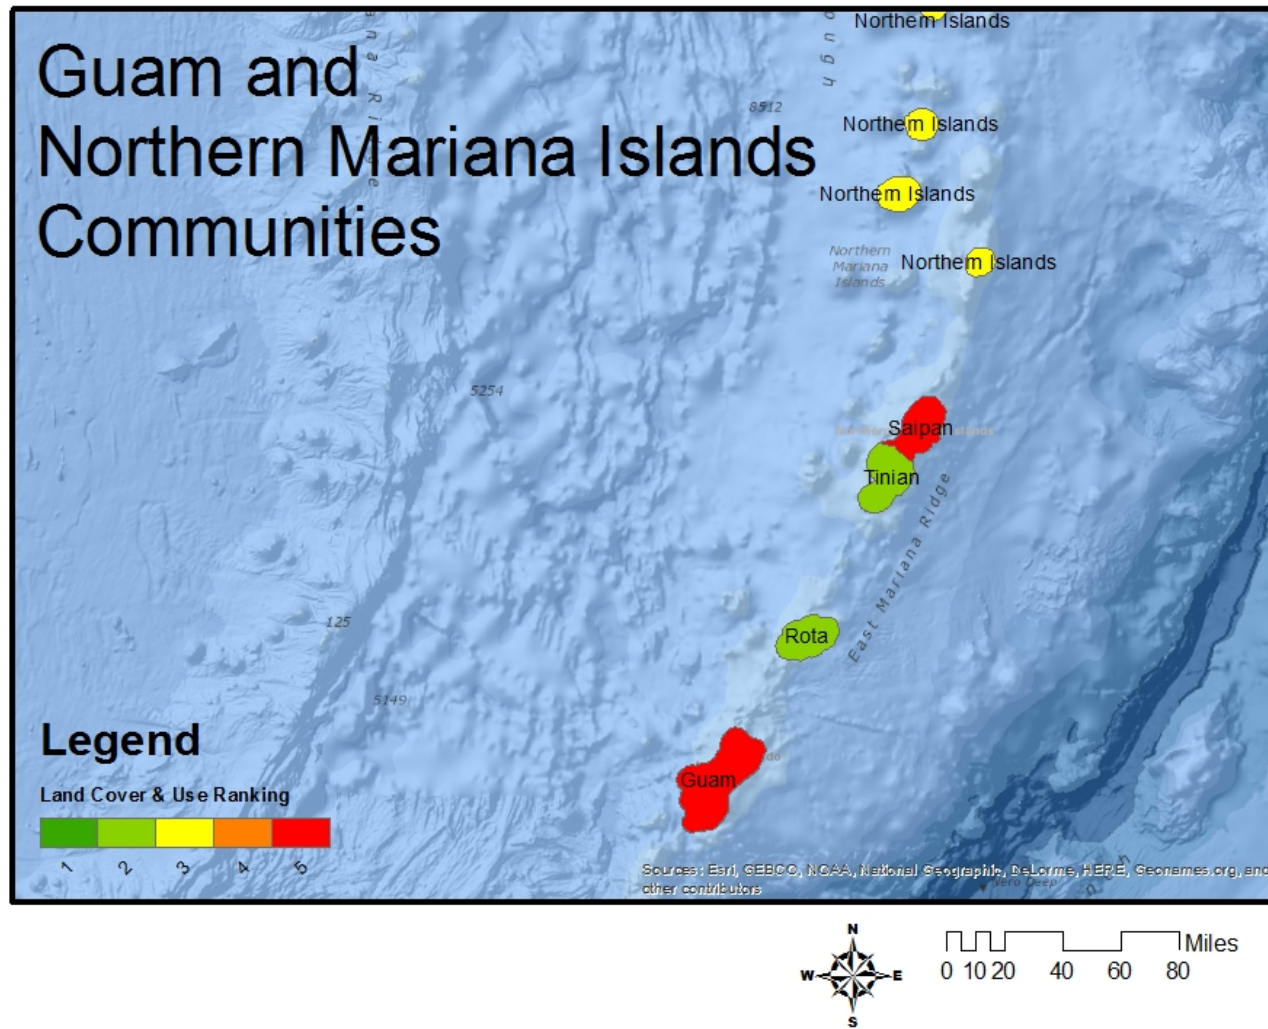 Guam and
Northern Mariana Islands
Communities
Northern Islands
8512
Northern Islands
Northern Islands
Northern
Mariana
Islands
Northern Islands
5254
Saipan
Tinian
East Mariana Ridge
125
Rota
5149
Guam
Legend
Land Cover & Use Ranking
1 2 3 4 5
Sources: Esri, GEBCO, NOAA, National Geographic, DeLorme, HERE, Geonames.org, and
other contributors
N
W E
S
0 10 20 40 60 80 Miles